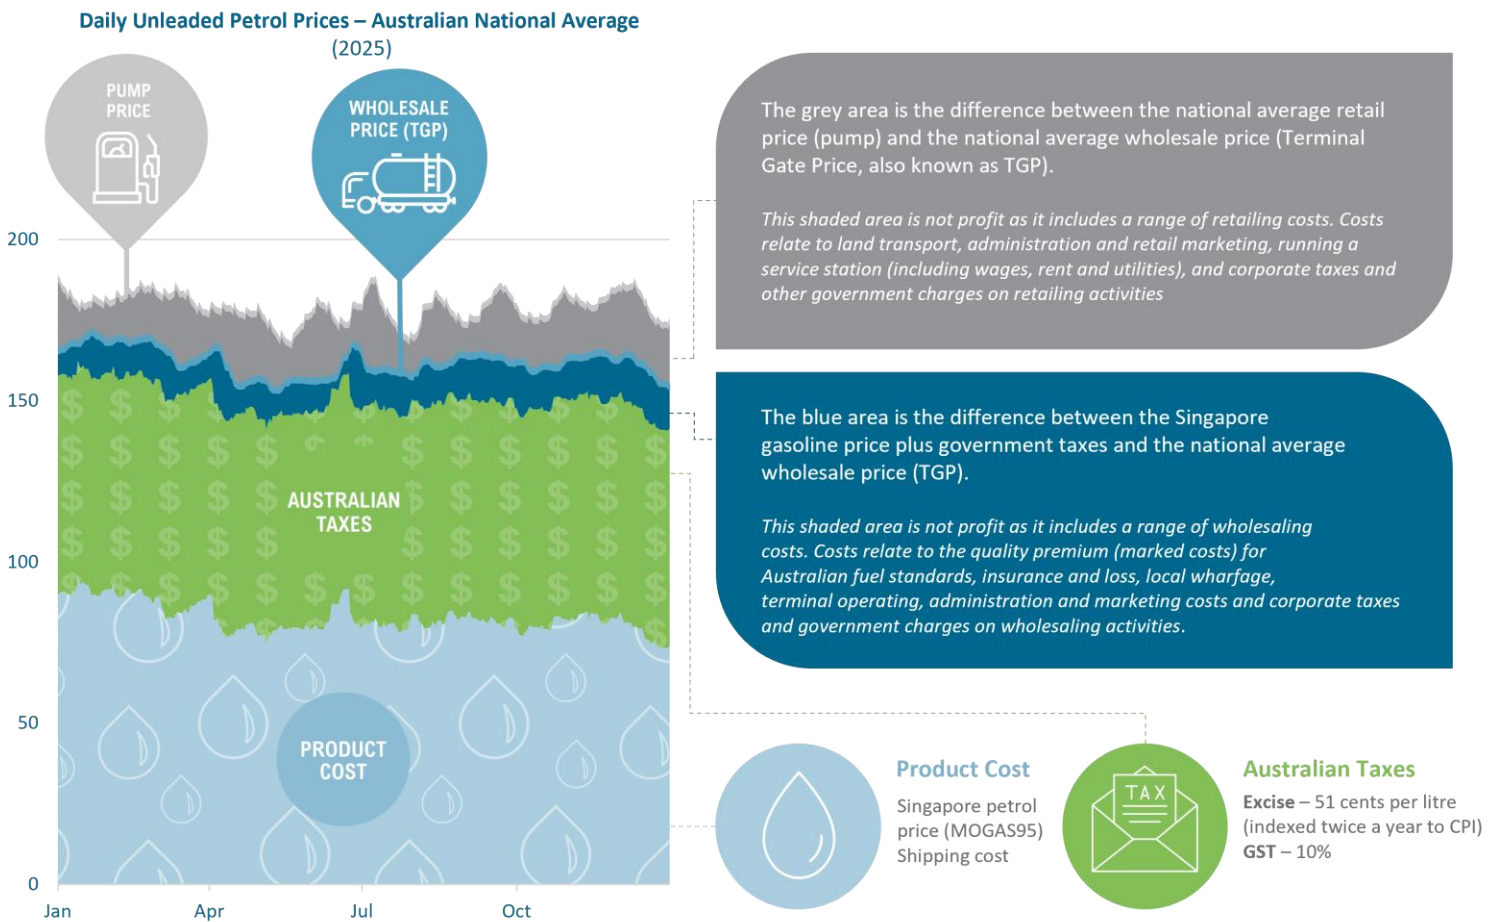 Daily Unleaded Petrol Prices – Australian National Average
(2025)
PUMP
PRICE
WHOLESALE
PRICE (TGP)
200
150
100
50
0
Jan
Apr
Jul
Oct
AUSTRALIAN
TAXES
PRODUCT
COST
The grey area is the difference between the national average retail
price (pump) and the national average wholesale price (Terminal
Gate Price, also known as TGP).
This shaded area is not profit as it includes a range of retailing costs. Costs
relate to land transport, administration and retail marketing, running a
service station (including wages, rent and utilities), and corporate taxes and
other government charges on retailing activities
The blue area is the difference between the Singapore
gasoline price plus government taxes and the national average
wholesale price (TGP).
This shaded area is not profit as it includes a range of wholesaling
costs. Costs relate to the quality premium (marked costs) for
Australian fuel standards, insurance and loss, local wharfage,
terminal operating, administration and marketing costs and corporate taxes
and government charges on wholesaling activities.
Product Cost
Singapore petrol
price (MOGAS95)
Shipping cost
TAX
Australian Taxes
Excise – 51 cents per litre
(indexed twice a year to CPI)
GST – 10%